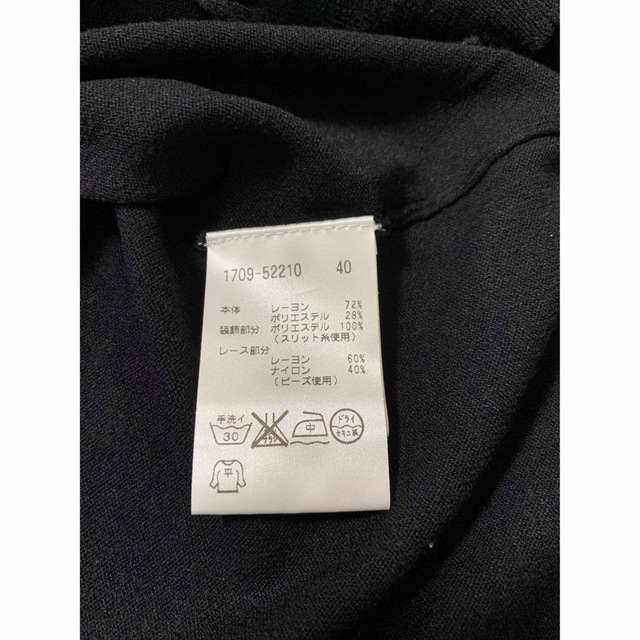 1709-52210 40
本体 レーヨン 72%
ポリエステル 28%
装飾部分 ポリエステル 100%
(スリット糸使用)
レース部分
レーヨン 60%
ナイロン 40%
(ビーズ使用)
手洗イ 30
中
ドライ
セキユ系
平